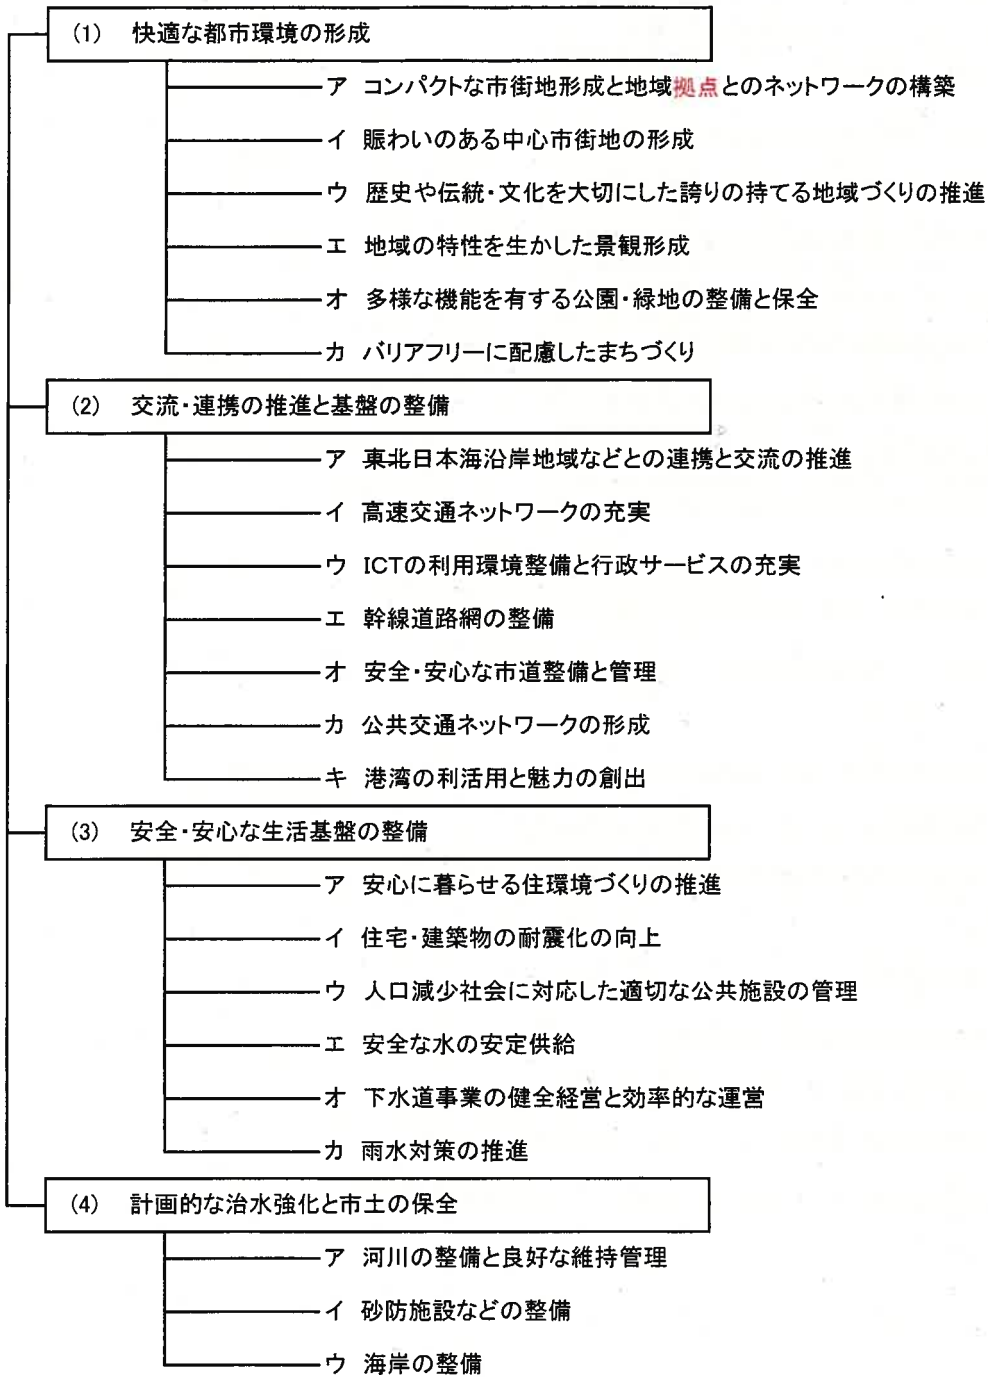 (1) 快適な都市環境の形成
ア コンパクトな市街地形成と地域拠点とのネットワークの構築
イ 賑わいのある中心市街地の形成
ウ 歴史や伝統・文化を大切にした誇りの持てる地域づくりの推進
エ 地域の特性を生かした景観形成
オ 多様な機能を有する公園・緑地の整備と保全
カ バリアフリーに配慮したまちづくり
(2) 交流・連携の推進と基盤の整備
ア 東北日本海沿岸地域などとの連携と交流の推進
イ 高速交通ネットワークの充実
ウ ICTの利用環境整備と行政サービスの充実
エ 幹線道路網の整備
オ 安全・安心な市道整備と管理
カ 公共交通ネットワークの形成
キ 港湾の利活用と魅力の創出
(3) 安全・安心な生活基盤の整備
ア 安心に暮らせる住環境づくりの推進
イ 住宅・建築物の耐震化の向上
ウ 人口減少社会に対応した適切な公共施設の管理
エ 安全な水の安定供給
オ 下水道事業の健全経営と効率的な運営
カ 雨水対策の推進
(4) 計画的な治水強化と市土の保全
ア 河川の整備と良好な維持管理
イ 砂防施設などの整備
ウ 海岸の整備